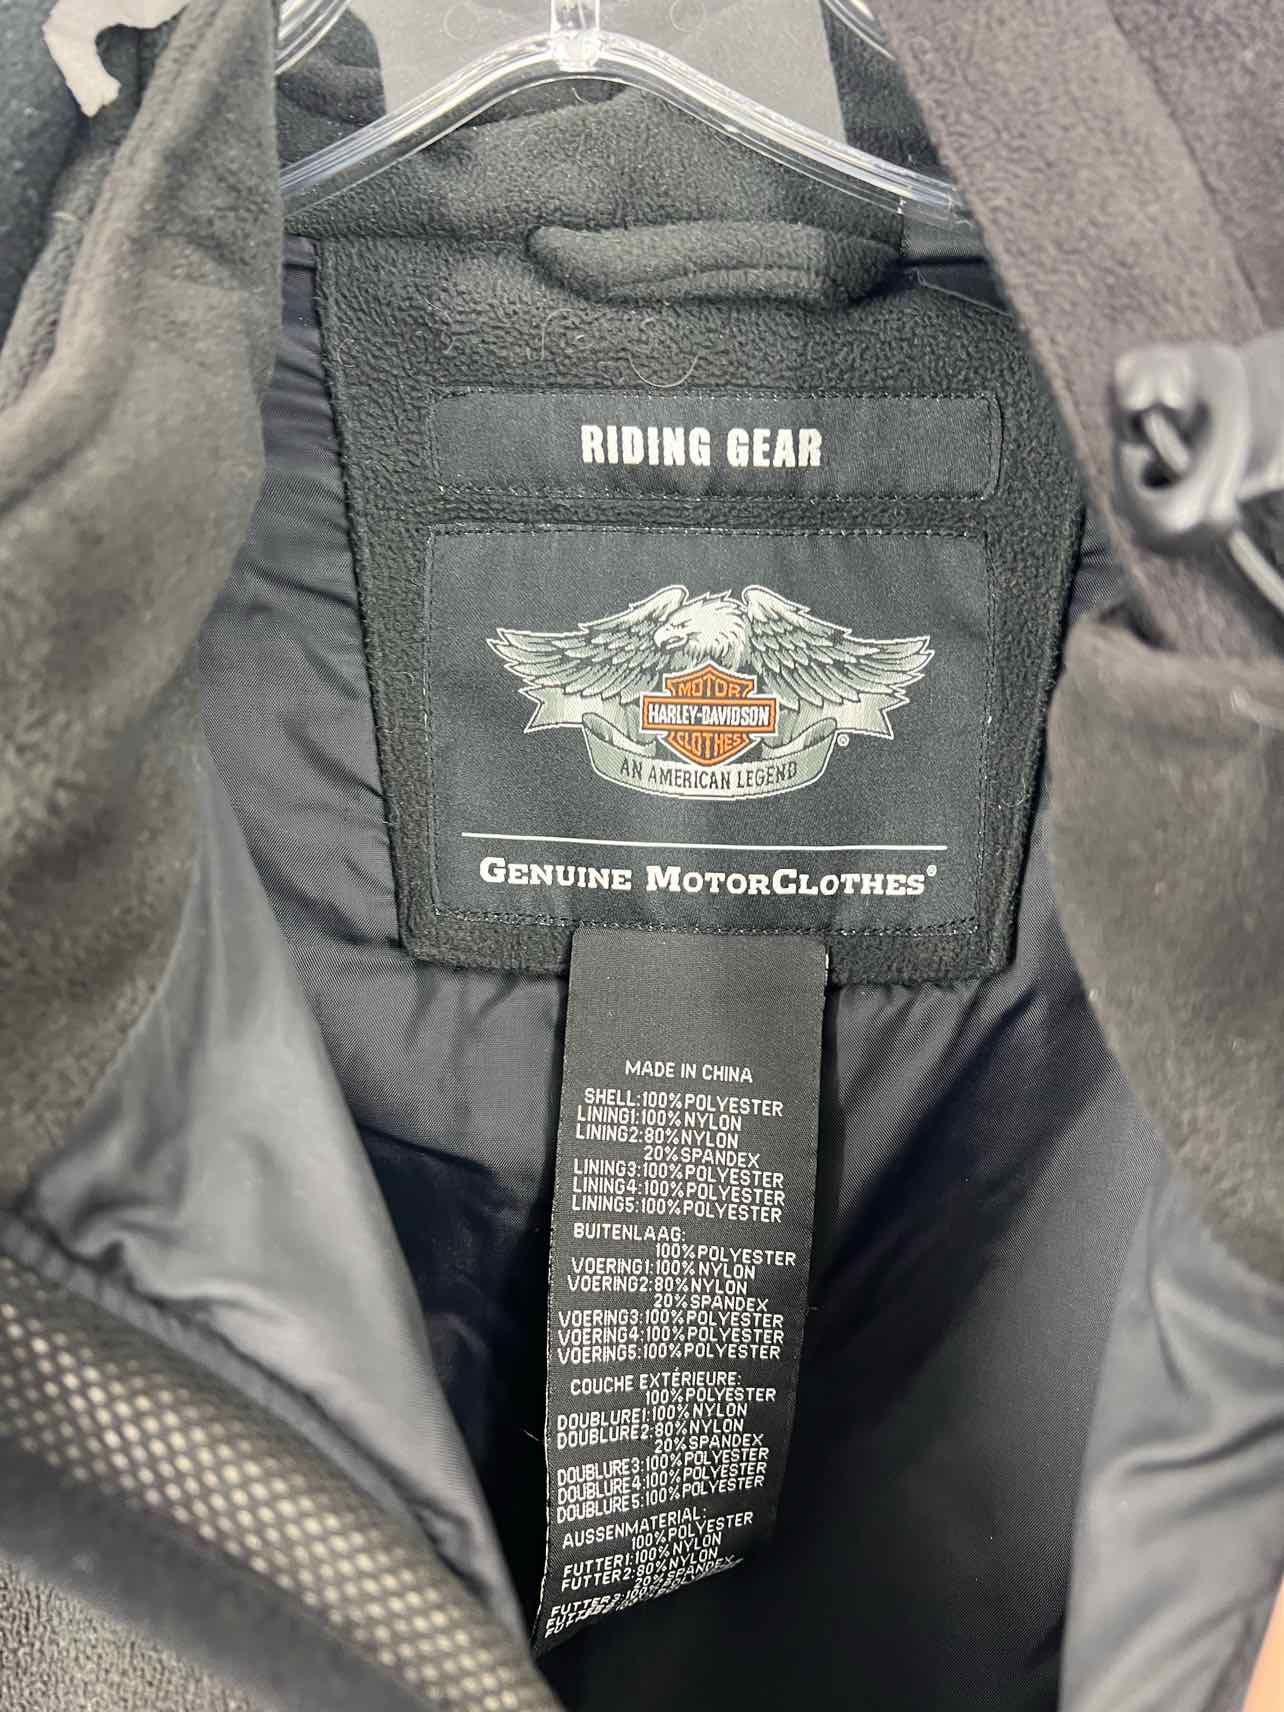 RIDING GEAR
MOTOR
HARLEY-DAVIDSON
CLOTHES
®
AN AMERICAN LEGEND
GENUINE MOTORCLOTHES®
MADE IN CHINA
SHELL:100%POLYESTER
LINING1:100%NYLON
LINING2:80%NYLON
20%SPANDEX
LINING3:100%POLYESTER
LINING4:100%POLYESTER
LINING5:100%POLYESTER
BUITENLAAG:
100%POLYESTER
VOERING1:100%NYLON
VOERING2:80%NYLON
20%SPANDEX
VOERING3:100%POLYESTER
VOERING4:100%POLYESTER
VOERING5:100%POLYESTER
COUCHE EXTÉRIEURE:
100%POLYESTER
DOUBLURE1:100%NYLON
DOUBLURE2:80%NYLON
20%SPANDEX
DOUBLURE3:100%POLYESTER
DOUBLURE4:100%POLYESTER
DOUBLURE5:100%POLYESTER
AUSSENMATERIAL:
100%POLYESTER
FUTTER1:100%NYLON
FUTTER2:80%NYLON
20%SPANDEX